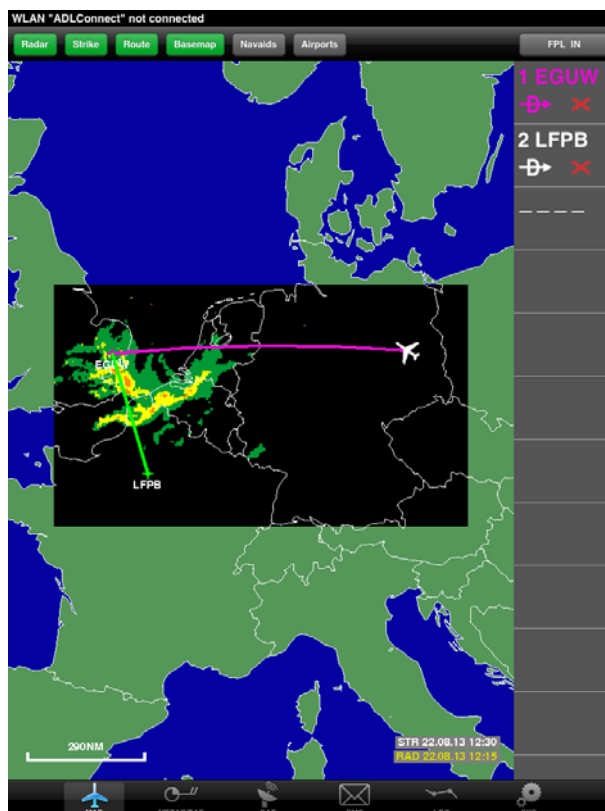 WLAN "ADLConnect" not connected
Radar Strike Route Basemap Navaids Airports FPL IN
1 EGUW
D
2 LFPB
D
----
EGUW
LFPB
290NM
STR 22.08.13 12:30
RAD 22.08.13 12:15